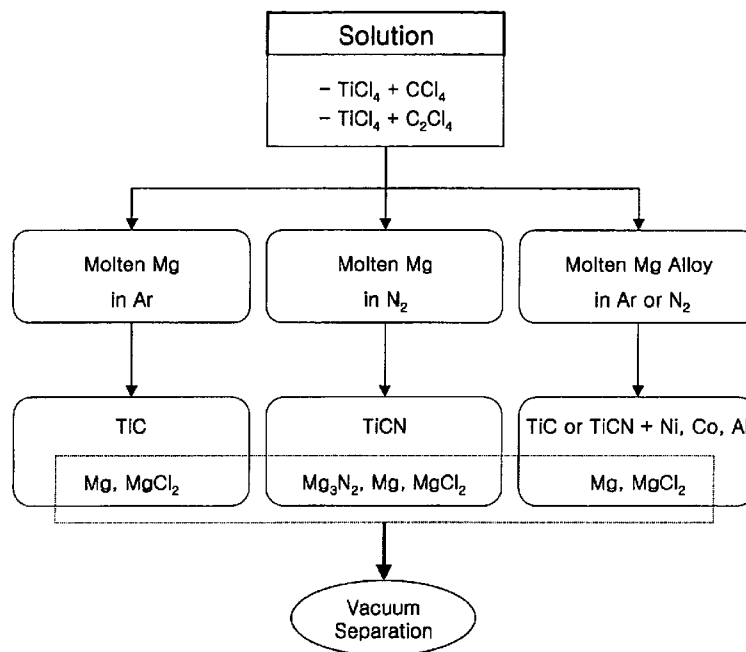 Solution
– TiCl₄ + CCl₄
– TiCl₄ + C₂Cl₄
Molten Mg
in Ar
Molten Mg
in N₂
Molten Mg Alloy
in Ar or N₂
TiC
Mg, MgCl₂
TiCN
Mg₃N₂, Mg, MgCl₂
TiC or TiCN + Ni, Co, Al
Mg, MgCl₂
Vacuum
Separation